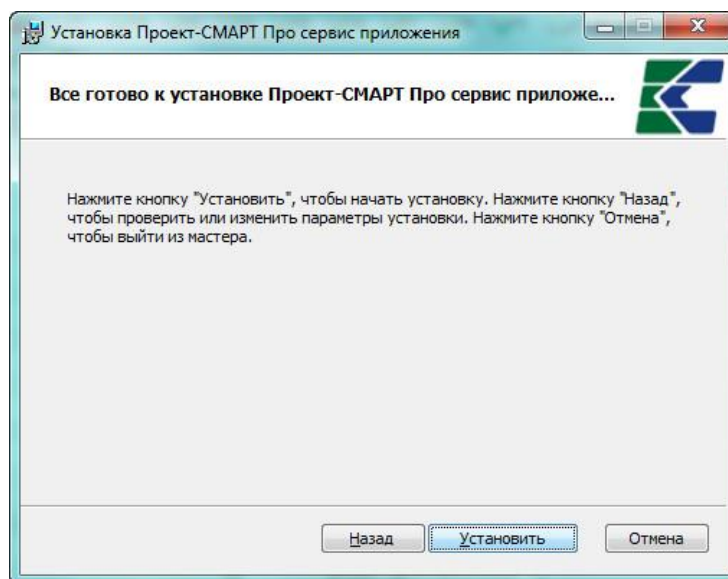 Установка Проект-СМАРТ Про сервис приложения
Все готово к установке Проект-СМАРТ Про сервис приложе...
Нажмите кнопку "Установить", чтобы начать установку. Нажмите кнопку "Назад",
чтобы проверить или изменить параметры установки. Нажмите кнопку "Отмена",
чтобы выйти из мастера.
Назад Установить Отмена